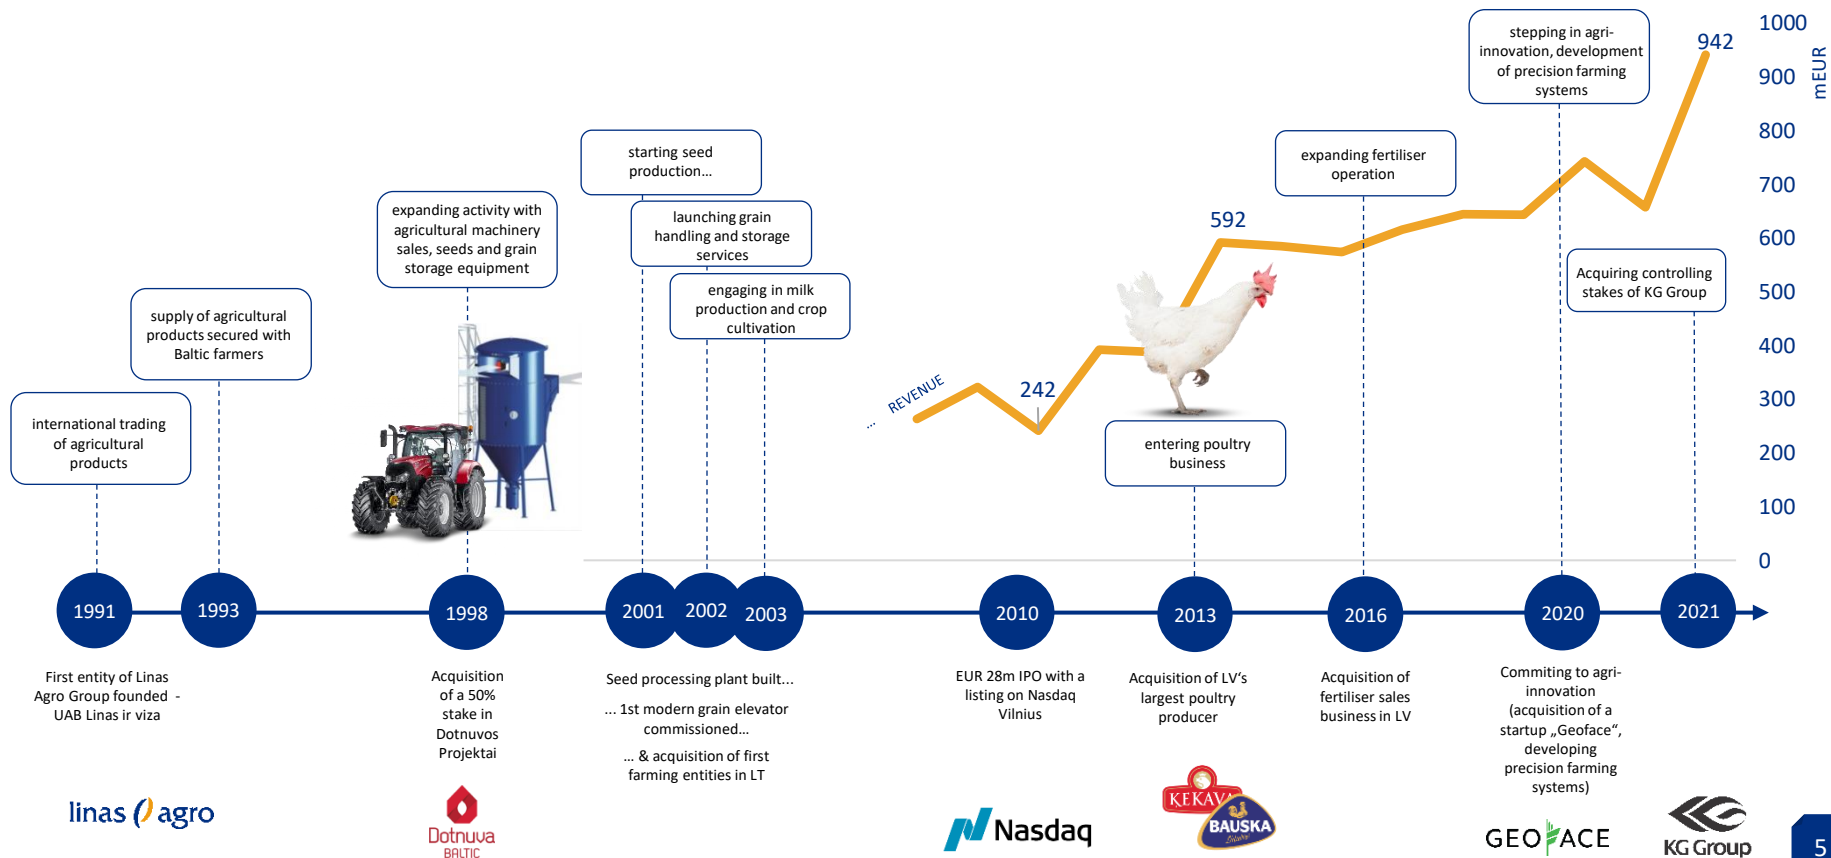 international trading
of agricultural
products
supply of agricultural
products secured with
Baltic farmers
expanding activity with
agricultural machinery
sales, seeds and grain
storage equipment
starting seed
production...
launching grain
handling and storage
services
engaging in milk
production and crop
cultivation
entering poultry
business
expanding fertiliser
operation
stepping in agri-
innovation, development
of precision farming
systems
Acquiring controlling
stakes of KG Group
... REVENUE
242
592
942
1000
900
800
700
600
500
400
300
200
100
0
mEUR
1991
1993
1998
2001
2002
2003
2010
2013
2016
2020
2021
First entity of Linas
Agro Group founded -
UAB Linas ir viza
Acquisition
of a 50%
stake in
Dotnuvos
Projektai
Seed processing plant built...
... 1st modern grain elevator
commissioned...
... & acquisition of first
farming entities in LT
EUR 28m IPO with a
listing on Nasdaq
Vilnius
Acquisition of LV‘s
largest poultry
producer
Acquisition of
fertiliser sales
business in LV
Commiting to agri-
innovation
(acquisition of a
startup „Geoface“,
developing
precision farming
systems)
linas agro
Dotnuva
BALTIC
Nasdaq
KEKAVA
BAUSKA
GEOFACE
KG Group
5